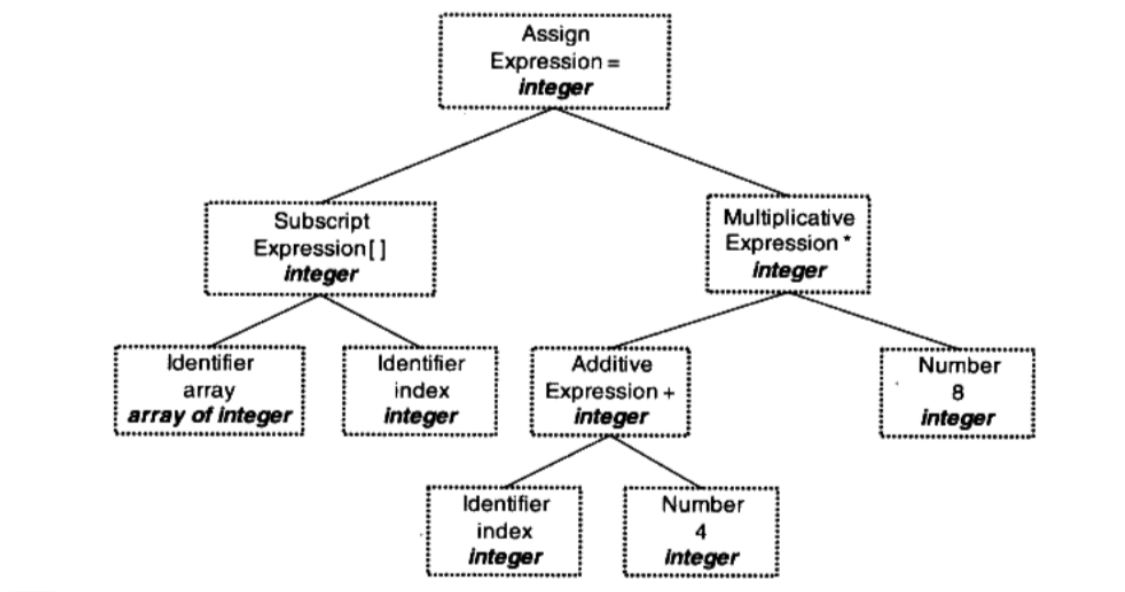 Assign
Expression =
integer
Subscript
Expression[ ]
integer
Multiplicative
Expression *
integer
Identifier
array
array of integer
Identifier
index
integer
Additive
Expression +
integer
Number
8
integer
Identifier
index
integer
Number
4
integer